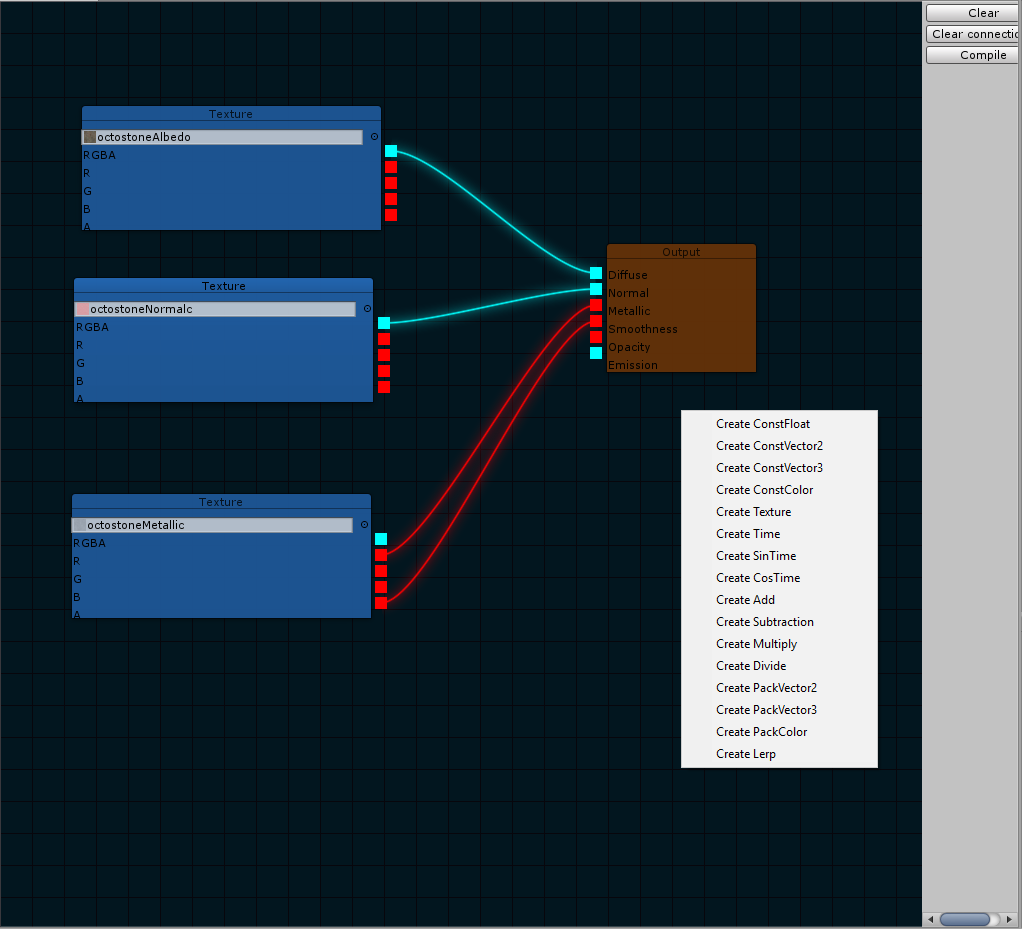 Clear
Clear connectio
Compile
Texture
octostoneAlbedo
RGBA
R
G
B
A
Texture
octostoneNormalc
RGBA
R
G
B
A
Texture
octostoneMetallic
RGBA
R
G
B
A
Output
Diffuse
Normal
Metallic
Smoothness
Opacity
Emission
Create ConstFloat
Create ConstVector2
Create ConstVector3
Create ConstColor
Create Texture
Create Time
Create SinTime
Create CosTime
Create Add
Create Subtraction
Create Multiply
Create Divide
Create PackVector2
Create PackVector3
Create PackColor
Create Lerp